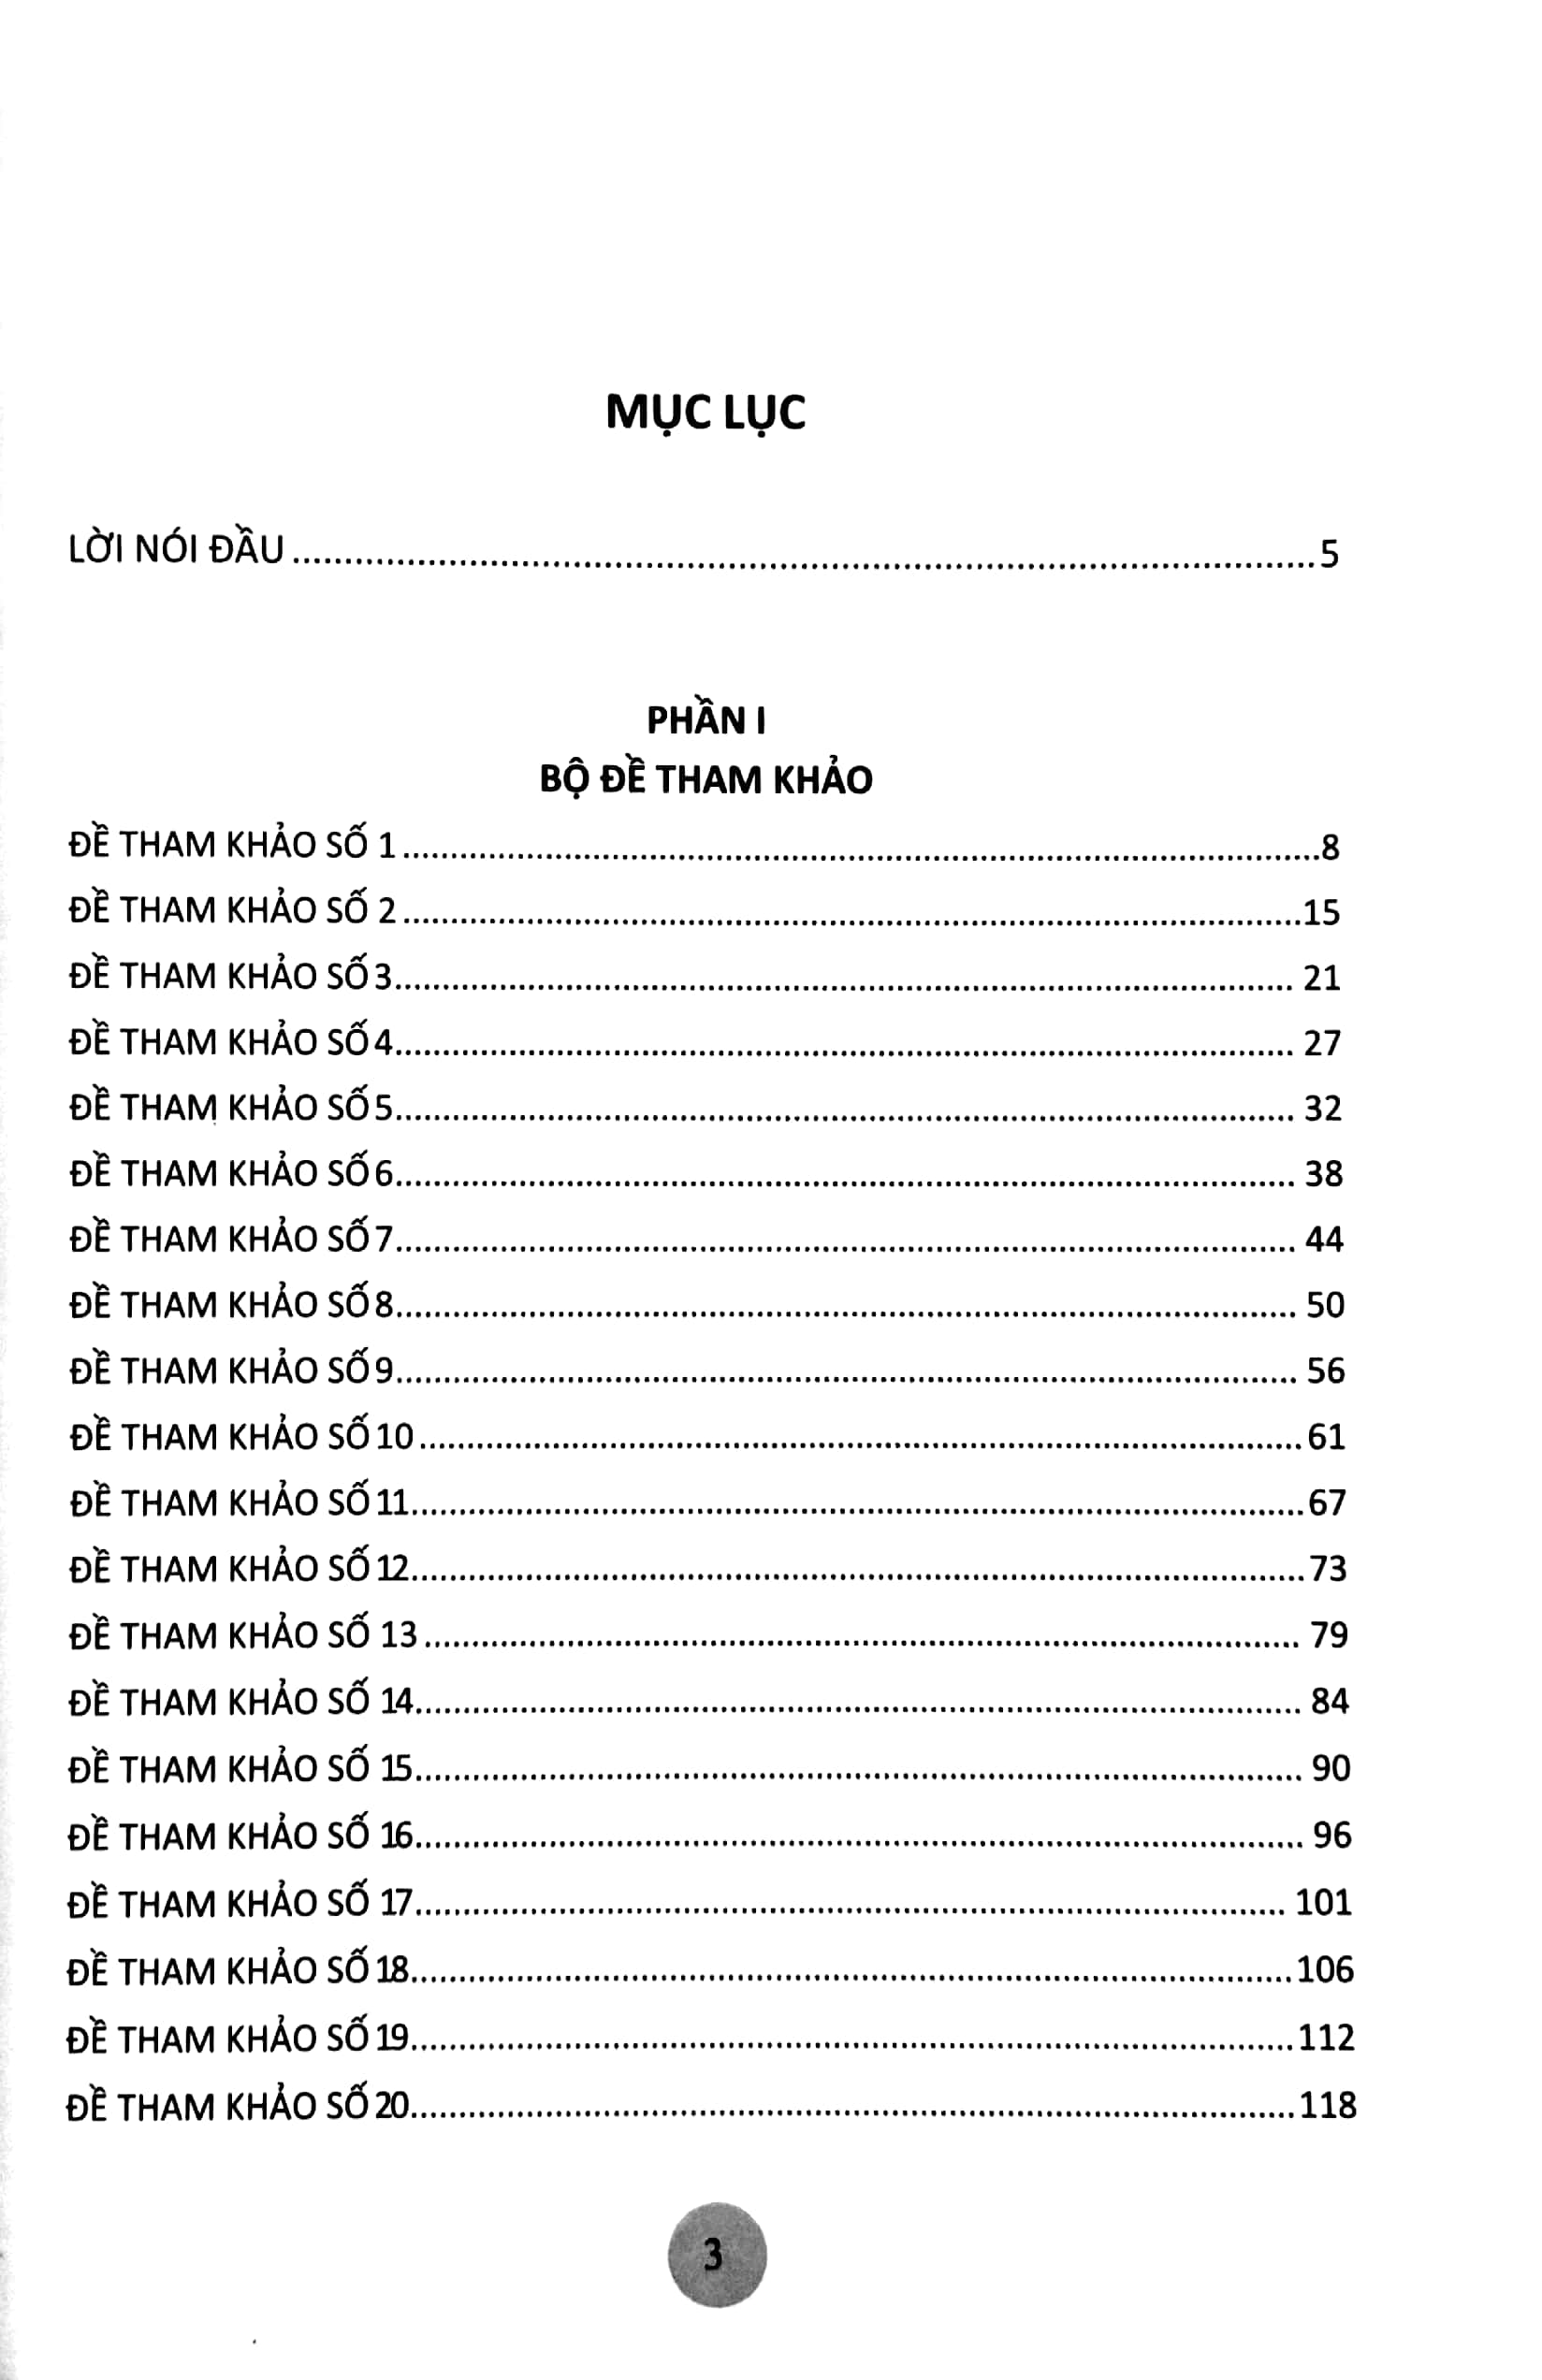 MỤC LỤC
LỜI NÓI ĐẦU ........................................ 5
PHẦN I
BỘ ĐỀ THAM KHẢO
ĐỀ THAM KHẢO SỐ 1 ........................................ 8
ĐỀ THAM KHẢO SỐ 2 ........................................ 15
ĐỀ THAM KHẢO SỐ 3 ........................................ 21
ĐỀ THAM KHẢO SỐ 4 ........................................ 27
ĐỀ THAM KHẢO SỐ 5 ........................................ 32
ĐỀ THAM KHẢO SỐ 6 ........................................ 38
ĐỀ THAM KHẢO SỐ 7 ........................................ 44
ĐỀ THAM KHẢO SỐ 8 ........................................ 50
ĐỀ THAM KHẢO SỐ 9 ........................................ 56
ĐỀ THAM KHẢO SỐ 10 ........................................ 61
ĐỀ THAM KHẢO SỐ 11 ........................................ 67
ĐỀ THAM KHẢO SỐ 12 ........................................ 73
ĐỀ THAM KHẢO SỐ 13 ........................................ 79
ĐỀ THAM KHẢO SỐ 14 ........................................ 84
ĐỀ THAM KHẢO SỐ 15 ........................................ 90
ĐỀ THAM KHẢO SỐ 16 ........................................ 96
ĐỀ THAM KHẢO SỐ 17 ........................................ 101
ĐỀ THAM KHẢO SỐ 18 ........................................ 106
ĐỀ THAM KHẢO SỐ 19 ........................................ 112
ĐỀ THAM KHẢO SỐ 20 ........................................ 118
3